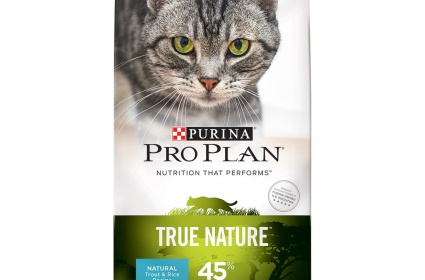 PURINA
PRO PLAN
NUTRITION THAT PERFORMS™
TRUE NATURE™
NATURAL
Trout & Rice
45%